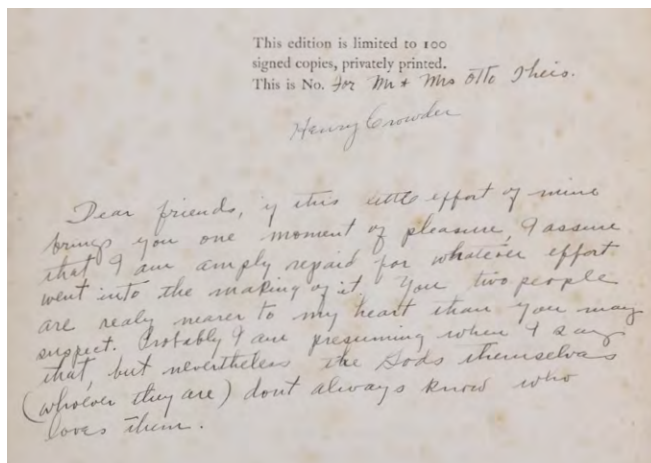 This edition is limited to 100
signed copies, privately printed.
This is No. For Mr & Mrs Otto Theis.
Henry Crowder
Dear friends, if this little effort of mine
brings you one moment of pleasure, I assure
that I am amply repaid for whatever effort
went into the making of it. You two people
are realy nearer to my heart than you may
suspect. Probably I am presuming when I say
that, but nevertheless the Gods themselves
(whoever they are) dont always know who
loves them.